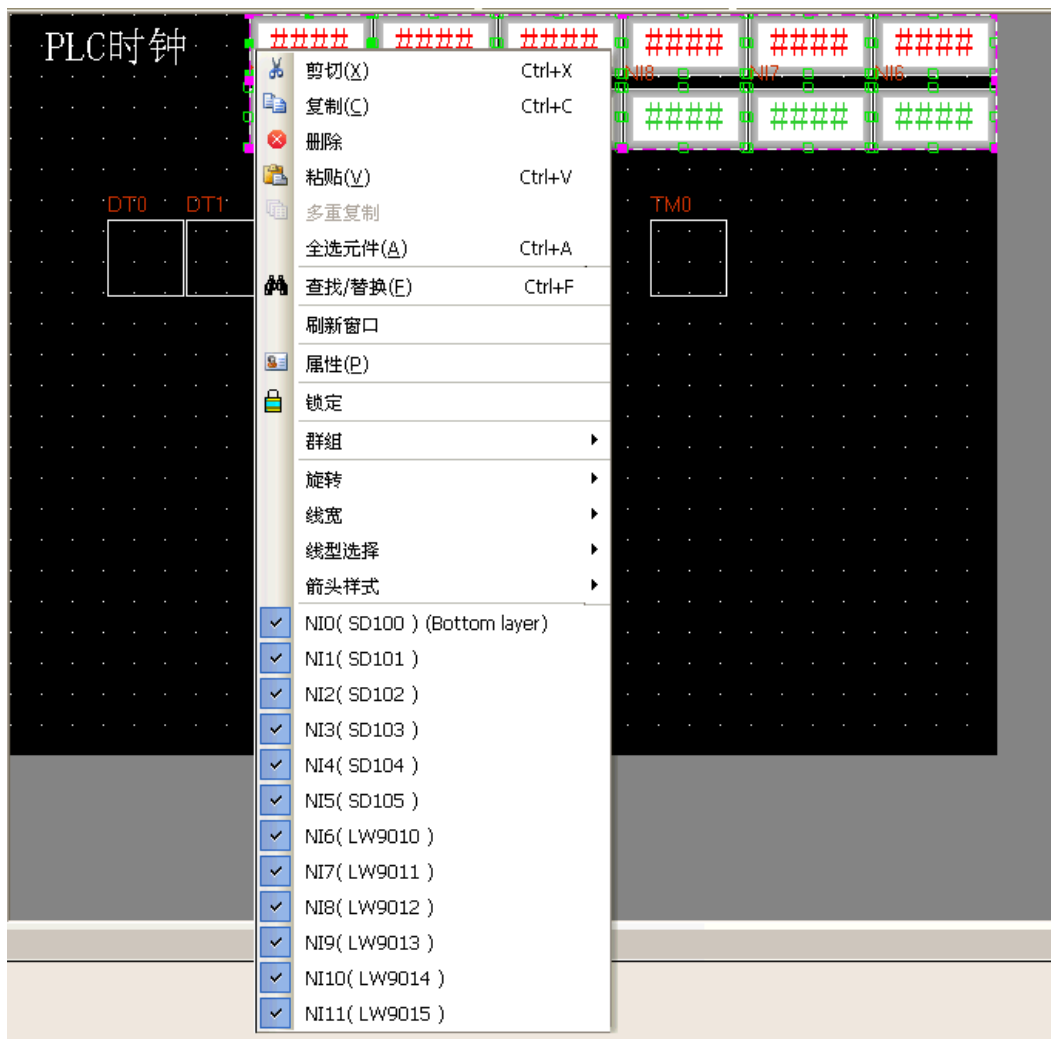 PLC时钟
#### #### #### #### #### ####
NI8 NI7 NI6
#### #### ####
DT0 DT1 TM0
剪切(X) Ctrl+X
复制(C) Ctrl+C
删除
粘贴(V) Ctrl+V
多重复制
全选元件(A) Ctrl+A
查找/替换(F) Ctrl+F
刷新窗口
属性(P)
锁定
群组
旋转
线宽
线型选择
箭头样式
NI0( SD100 ) (Bottom layer)
NI1( SD101 )
NI2( SD102 )
NI3( SD103 )
NI4( SD104 )
NI5( SD105 )
NI6( LW9010 )
NI7( LW9011 )
NI8( LW9012 )
NI9( LW9013 )
NI10( LW9014 )
NI11( LW9015 )